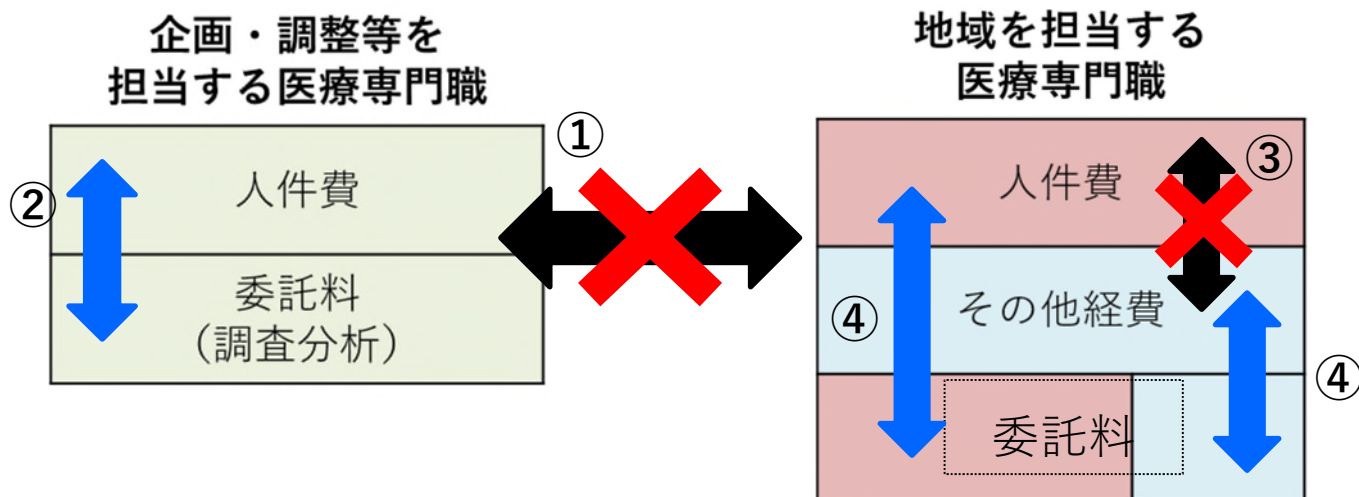 企画・調整等を
担当する医療専門職
①
②
人件費
委託料
(調査分析)
地域を担当する
医療専門職
人件費
③
その他経費
④
④
委託料